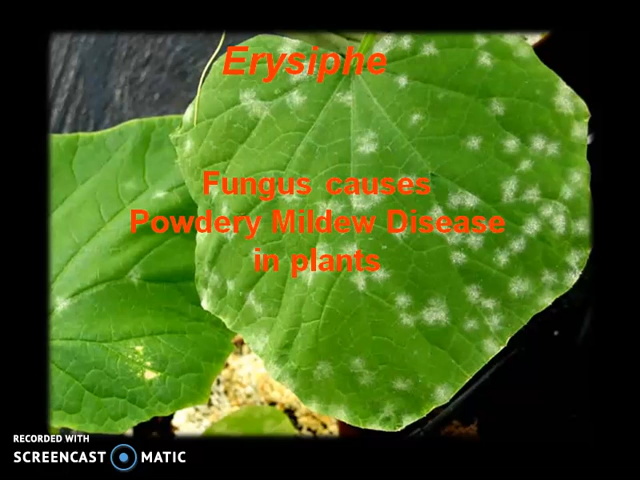 Erysiphe
Fungus causes
Powdery Mildew Disease
in plants
RECORDED WITH
SCREENCAST MATIC